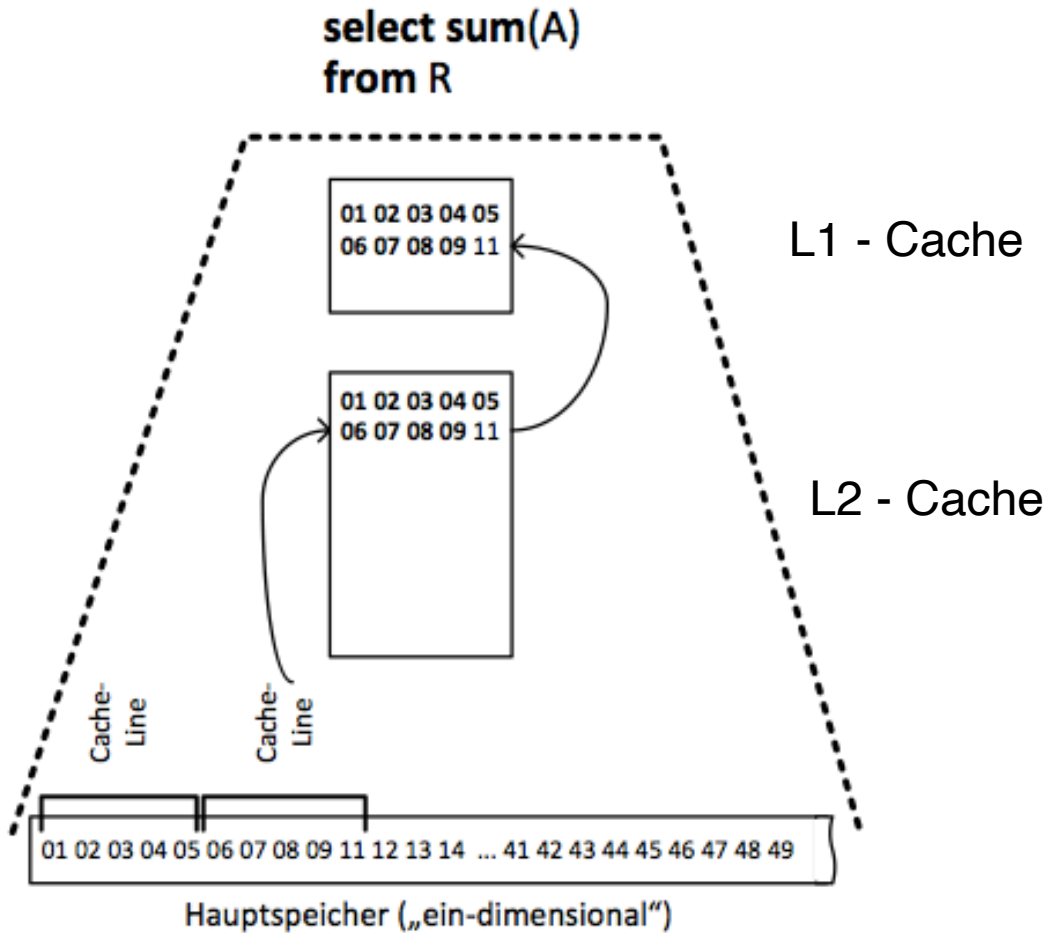 select sum(A)
from R
01 02 03 04 05
06 07 08 09 11
L1 - Cache
01 02 03 04 05
06 07 08 09 11
L2 - Cache
Cache-
Line
Cache-
Line
01 02 03 04 05 06 07 08 09 11 12 13 14 ... 41 42 43 44 45 46 47 48 49
Hauptspeicher („ein-dimensional“)